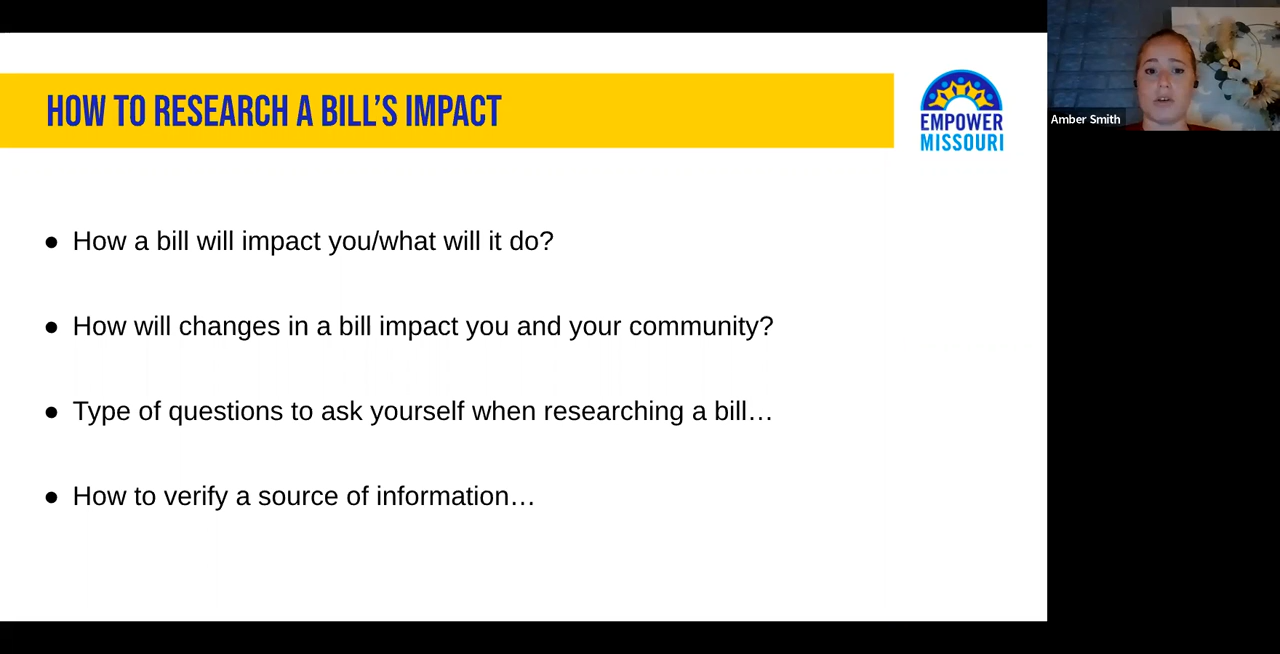 HOW TO RESEARCH A BILL'S IMPACT
EMPOWER
MISSOURI
Amber Smith
● How a bill will impact you/what will it do?
● How will changes in a bill impact you and your community?
● Type of questions to ask yourself when researching a bill…
● How to verify a source of information…